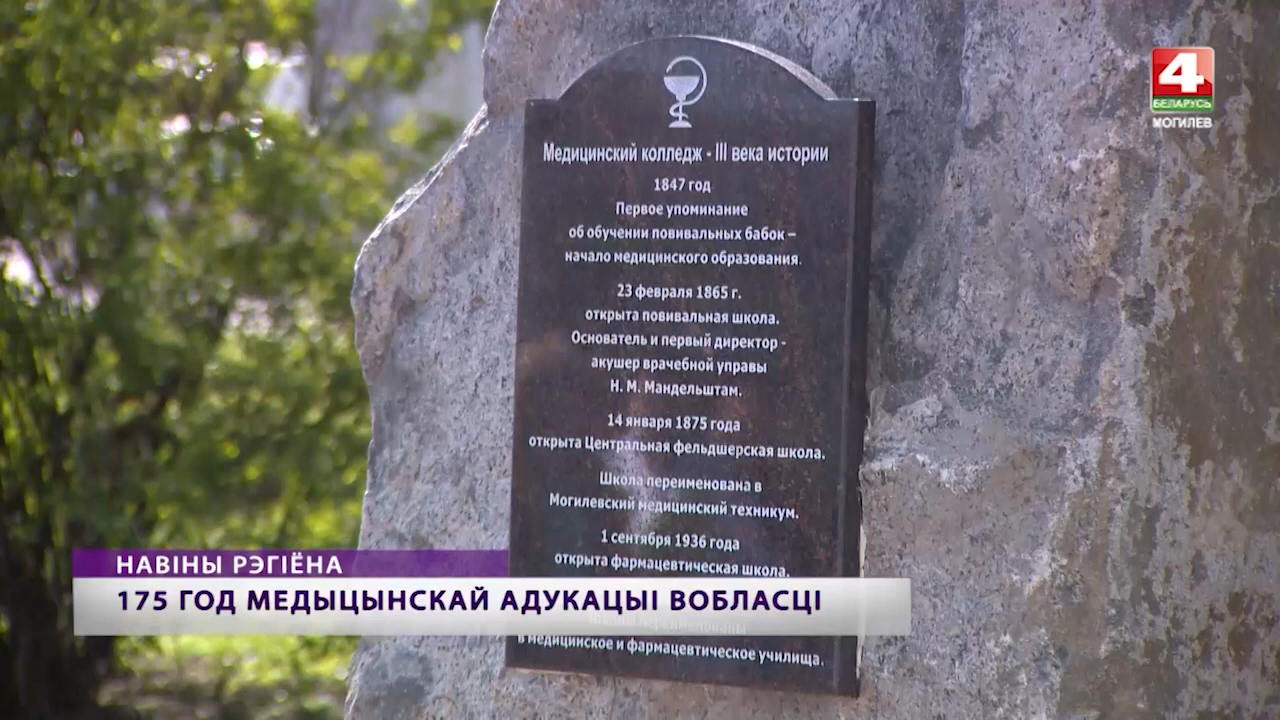 4
БЕЛАРУСЬ
МОГИЛЕВ
Медицинский колледж - III века истории
1847 год
Первое упоминание
об обучении повивальных бабок –
начало медицинского образования.
23 февраля 1865 г.
открыта повивальная школа.
Основатель и первый директор -
акушер врачебной управы
Н. М. Мандельштам.
14 января 1875 года
открыта Центральная фельдшерская школа.
Школа переименована в
Могилевский медицинский техникум.
1 сентября 1936 года
открыта фармацевтическая школа.
в медицинское и фармацевтическое училища.
НАВІНЫ РЭГІЁНА
175 ГОД МЕДЫЦЫНСКАЙ АДУКАЦЫІ ВОБЛАСЦІ